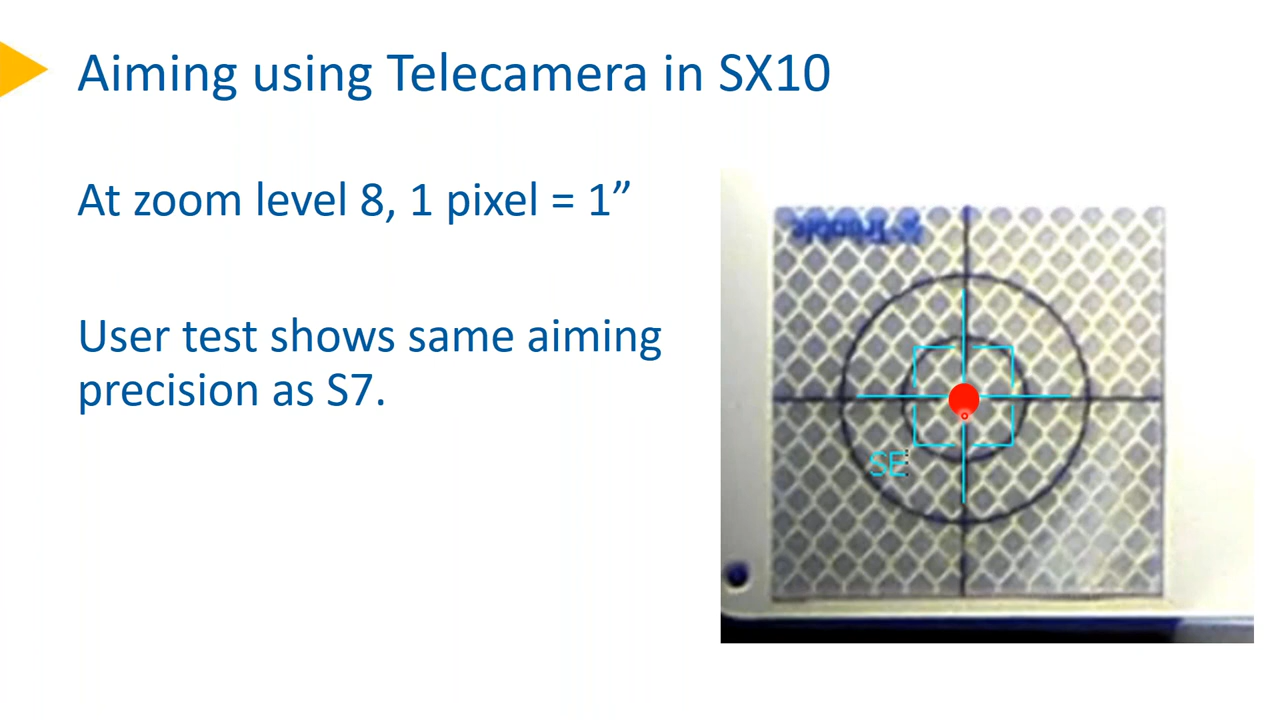 Aiming using Telecamera in SX10
At zoom level 8, 1 pixel = 1”
User test shows same aiming
precision as S7.
Trimble
SE